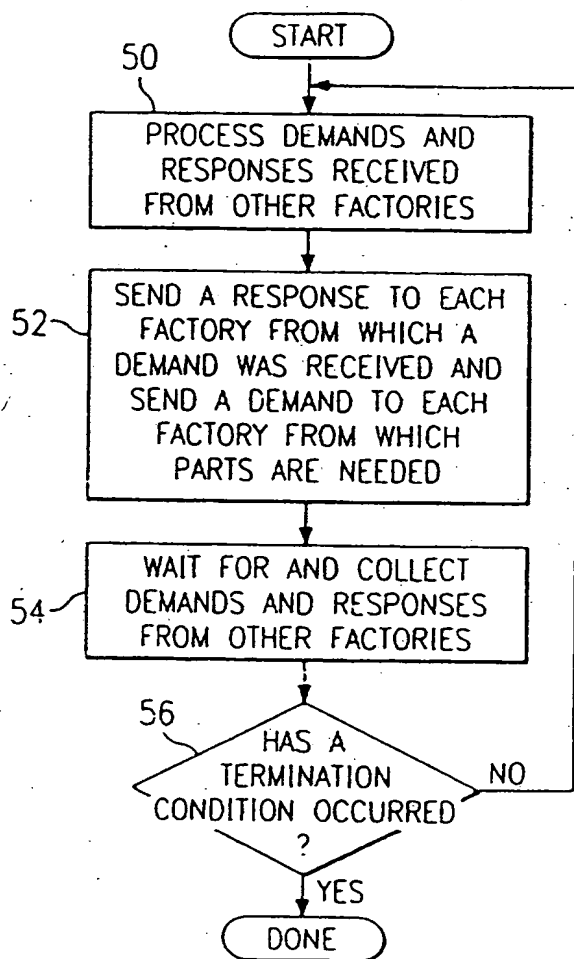 START
50
PROCESS DEMANDS AND
RESPONSES RECEIVED
FROM OTHER FACTORIES
52
SEND A RESPONSE TO EACH
FACTORY FROM WHICH A
DEMAND WAS RECEIVED AND
SEND A DEMAND TO EACH
FACTORY FROM WHICH
PARTS ARE NEEDED
54
WAIT FOR AND COLLECT
DEMANDS AND RESPONSES
FROM OTHER FACTORIES
56
HAS A
TERMINATION
CONDITION OCCURRED
?
NO
YES
DONE